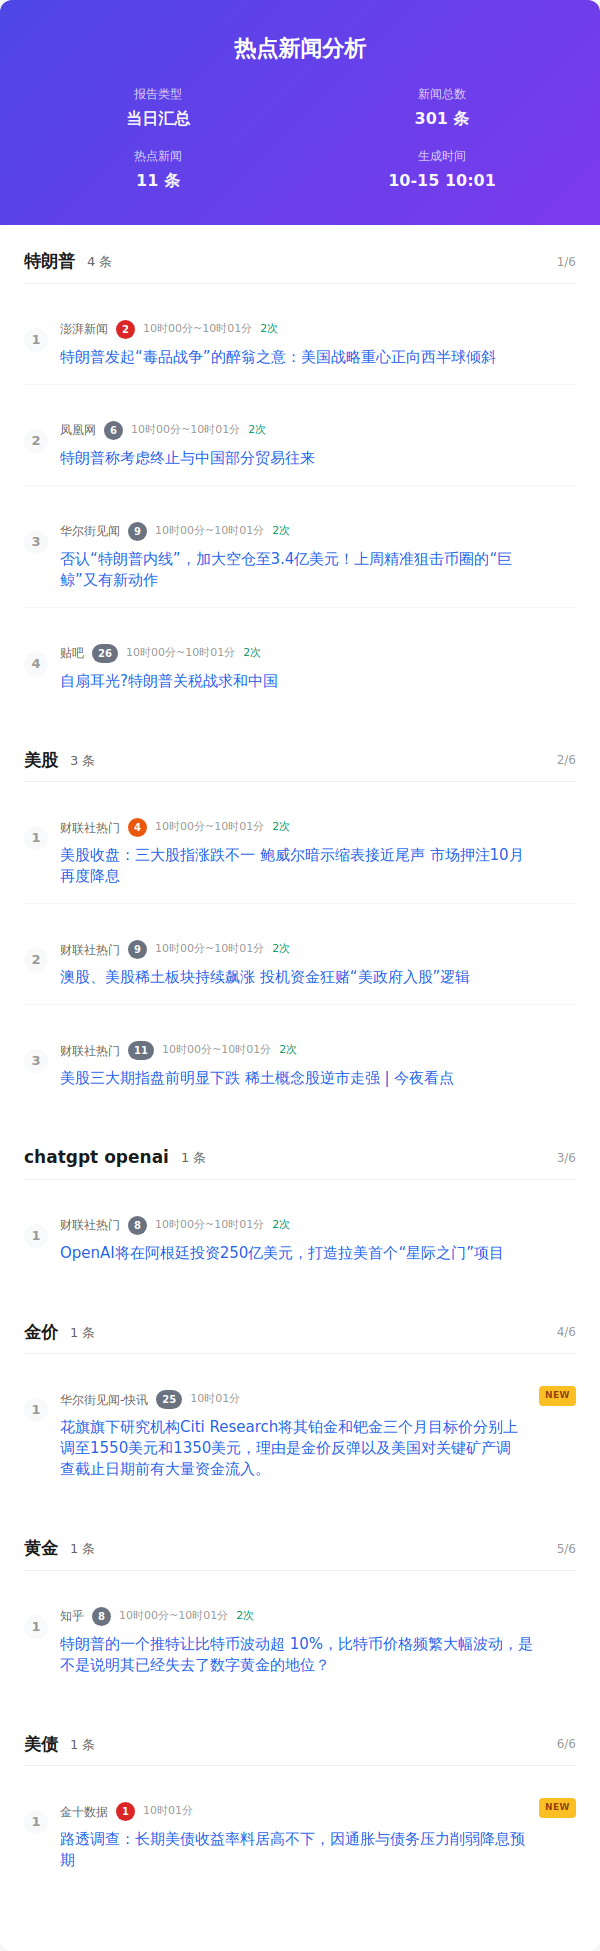 热点新闻分析
报告类型
当日汇总
新闻总数
301 条
热点新闻
11 条
生成时间
10-15 10:01
特朗普 4 条 1/6
1 澎湃新闻 2 10时00分~10时01分 2次
特朗普发起“毒品战争”的醉翁之意：美国战略重心正向西半球倾斜
2 凤凰网 6 10时00分~10时01分 2次
特朗普称考虑终止与中国部分贸易往来
3 华尔街见闻 9 10时00分~10时01分 2次
否认“特朗普内线”，加大空仓至3.4亿美元！上周精准狙击币圈的“巨
鲸”又有新动作
4 贴吧 26 10时00分~10时01分 2次
自扇耳光?特朗普关税战求和中国
美股 3 条 2/6
1 财联社热门 4 10时00分~10时01分 2次
美股收盘：三大股指涨跌不一 鲍威尔暗示缩表接近尾声 市场押注10月
再度降息
2 财联社热门 9 10时00分~10时01分 2次
澳股、美股稀土板块持续飙涨 投机资金狂赌“美政府入股”逻辑
3 财联社热门 11 10时00分~10时01分 2次
美股三大期指盘前明显下跌 稀土概念股逆市走强 | 今夜看点
chatgpt openai 1 条 3/6
1 财联社热门 8 10时00分~10时01分 2次
OpenAI将在阿根廷投资250亿美元，打造拉美首个“星际之门”项目
金价 1 条 4/6
1 华尔街见闻-快讯 25 10时01分 NEW
花旗旗下研究机构Citi Research将其铂金和钯金三个月目标价分别上
调至1550美元和1350美元，理由是金价反弹以及美国对关键矿产调
查截止日期前有大量资金流入。
黄金 1 条 5/6
1 知乎 8 10时00分~10时01分 2次
特朗普的一个推特让比特币波动超 10%，比特币价格频繁大幅波动，是
不是说明其已经失去了数字黄金的地位？
美债 1 条 6/6
1 金十数据 1 10时01分 NEW
路透调查：长期美债收益率料居高不下，因通胀与债务压力削弱降息预
期